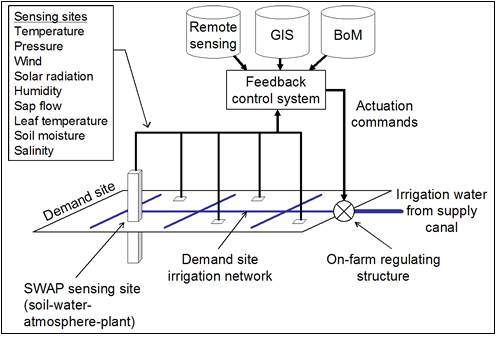 Sensing sites
Temperature
Pressure
Wind
Solar radiation
Humidity
Sap flow
Leaf temperature
Soil moisture
Salinity
Remote
sensing
GIS
BoM
Feedback
control system
Actuation
commands
Demand site
Irrigation water
from supply
canal
SWAP sensing site
(soil-water-
atmosphere-plant)
Demand site
irrigation network
On-farm regulating
structure